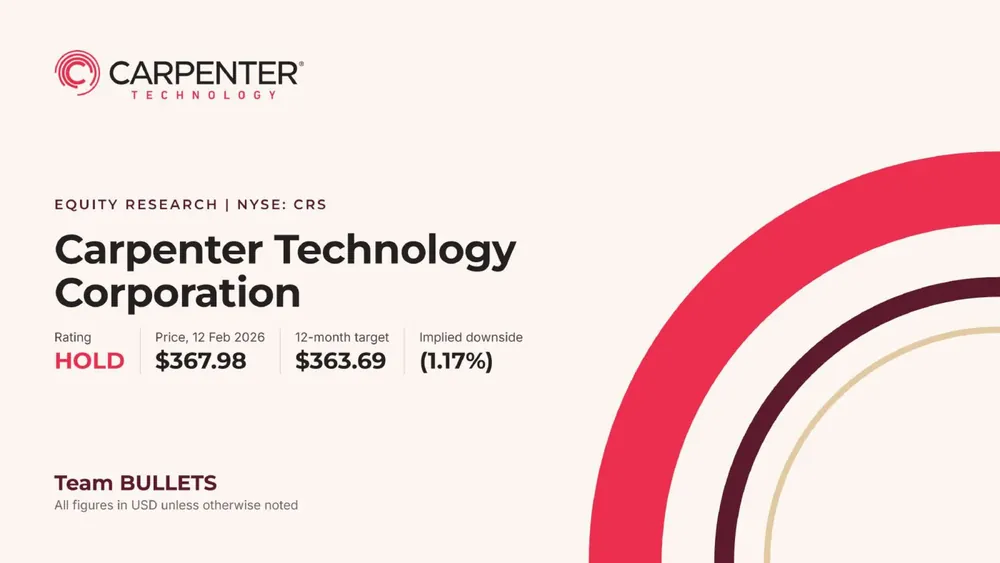 CARPENTER®
TECHNOLOGY
EQUITY RESEARCH | NYSE: CRS
Carpenter Technology
Corporation
Rating
HOLD
Price, 12 Feb 2026
$367.98
12-month target
$363.69
Implied downside
(1.17%)
Team BULLETS
All figures in USD unless otherwise noted